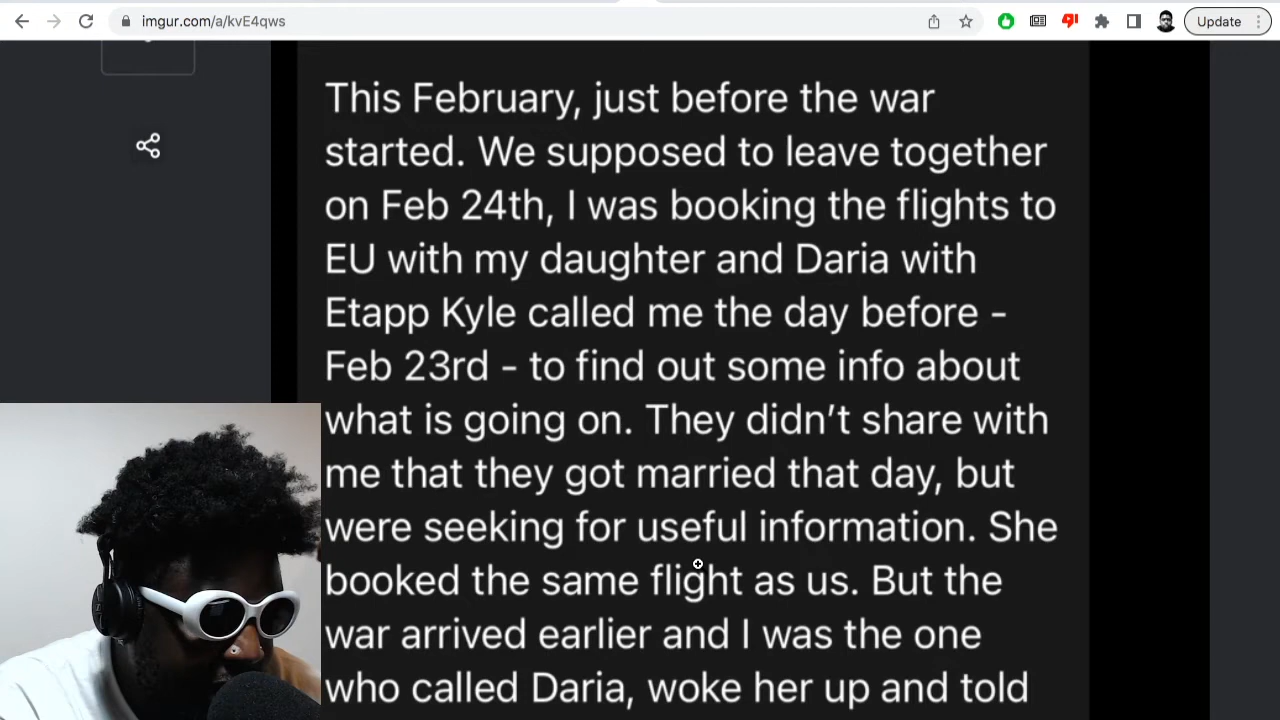 imgur.com/a/kvE4qws
Update
This February, just before the war
started. We supposed to leave together
on Feb 24th, I was booking the flights to
EU with my daughter and Daria with
Etapp Kyle called me the day before -
Feb 23rd - to find out some info about
what is going on. They didn’t share with
me that they got married that day, but
were seeking for useful information. She
booked the same flight as us. But the
war arrived earlier and I was the one
who called Daria, woke her up and told